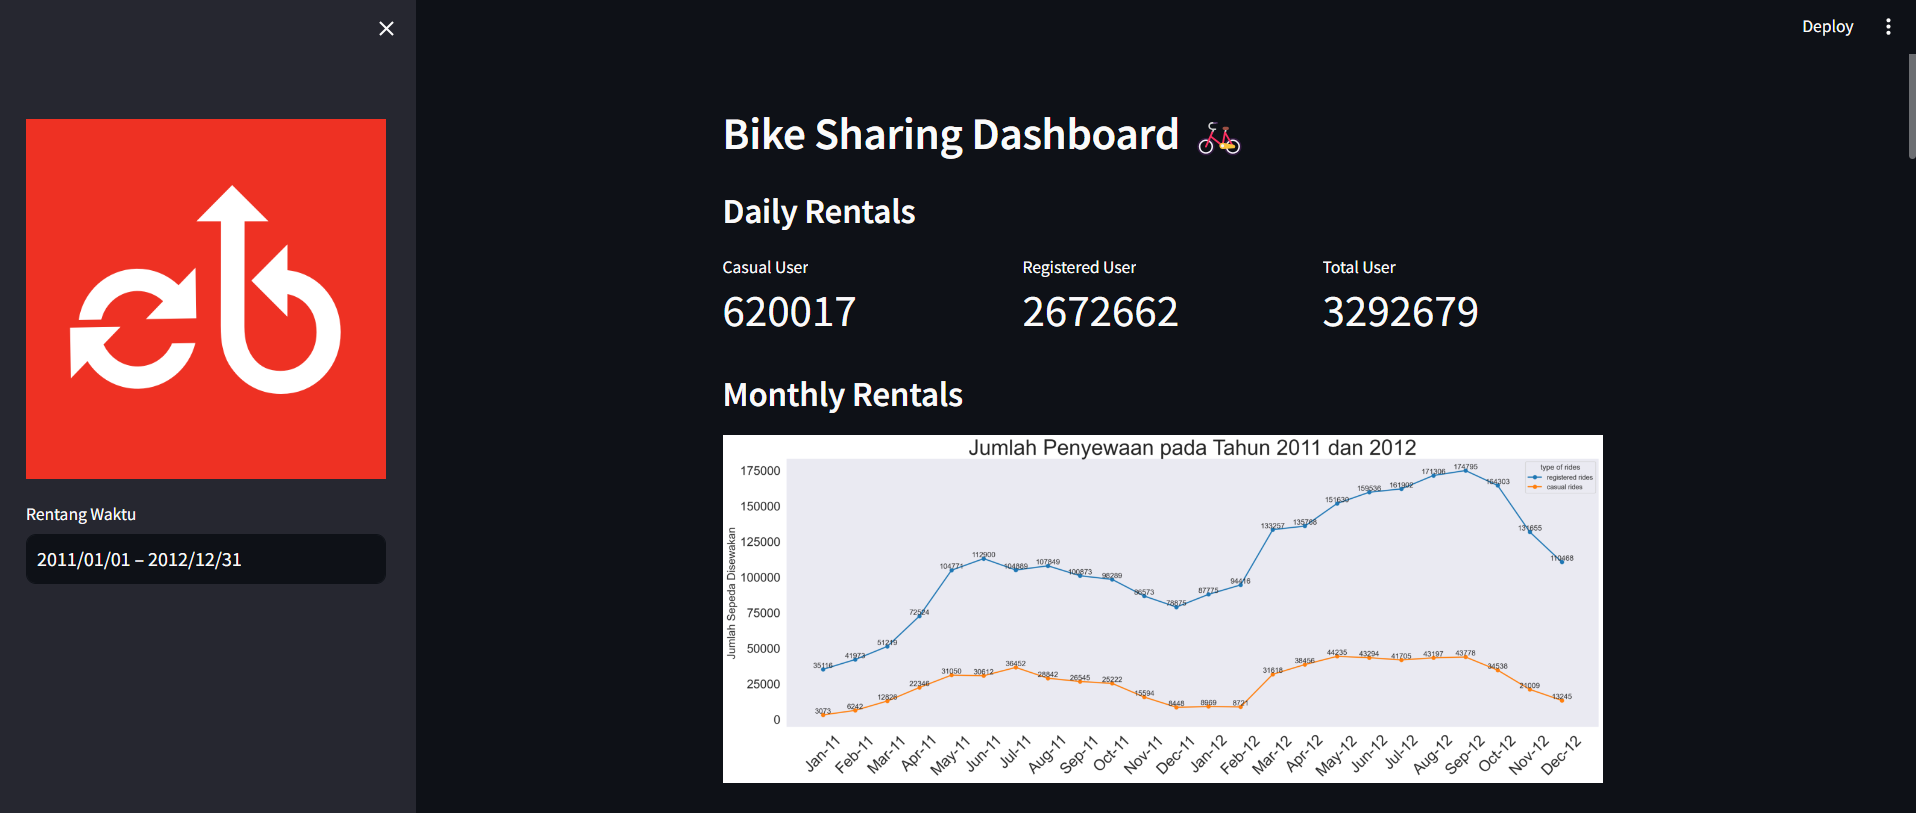 Deploy
Rentang Waktu
2011/01/01 – 2012/12/31
Bike Sharing Dashboard
Daily Rentals
Casual User
620017
Registered User
2672662
Total User
3292679
Monthly Rentals
Jumlah Penyewaan pada Tahun 2011 dan 2012
Jumlah Sepeda Disewakan
175000
150000
125000
100000
75000
50000
25000
0
type of rides
registered rides
casual rides
35116
41973
51219
72524
104771
112900
104889
107849
100873
98289
86573
78875
87775
94416
133257
135768
151630
159536
161902
171306
174795
164303
131655
110468
3073
6242
12826
22346
31050
30612
36452
28842
26545
25222
15594
8448
8969
8721
31618
38456
44235
43294
41705
43197
43778
34538
21009
13245
Jan-11
Feb-11
Mar-11
Apr-11
May-11
Jun-11
Jul-11
Aug-11
Sep-11
Oct-11
Nov-11
Dec-11
Jan-12
Feb-12
Mar-12
Apr-12
May-12
Jun-12
Jul-12
Aug-12
Sep-12
Oct-12
Nov-12
Dec-12